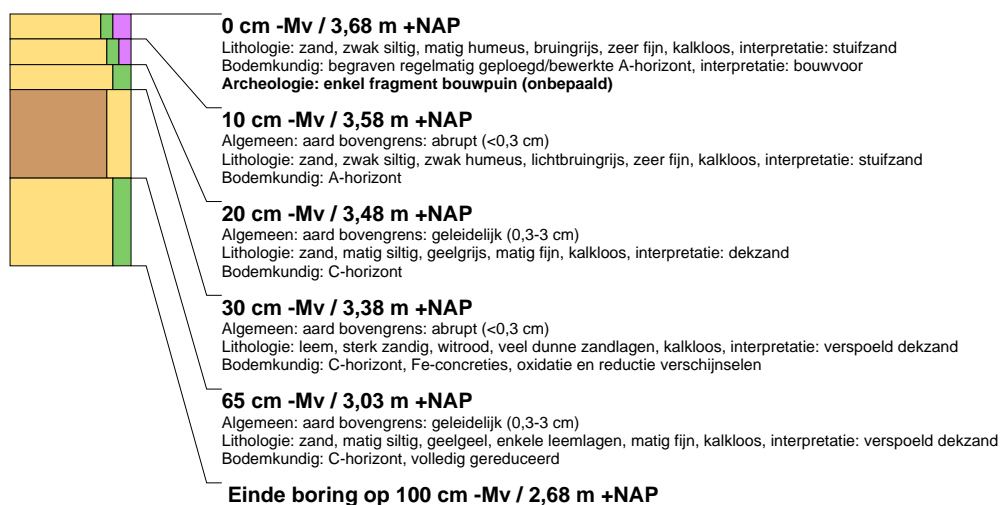 0 cm -Mv / 3,68 m +NAP
Lithologie: zand, zwak siltig, matig humeus, bruingrijs, zeer fijn, kalkloos, interpretatie: stuifzand
Bodemkundig: begraven regelmatig geploegd/bewerkte A-horizont, interpretatie: bouwvoor
Archeologie: enkel fragment bouwpuin (onbepaald)
10 cm -Mv / 3,58 m +NAP
Algemeen: aard bovengrens: abrupt (<0,3 cm)
Lithologie: zand, zwak siltig, zwak humeus, lichtbruingrijs, zeer fijn, kalkloos, interpretatie: stuifzand
Bodemkundig: A-horizont
20 cm -Mv / 3,48 m +NAP
Algemeen: aard bovengrens: geleidelijk (0,3-3 cm)
Lithologie: zand, matig siltig, geelgrijs, matig fijn, kalkloos, interpretatie: dekzand
Bodemkundig: C-horizont
30 cm -Mv / 3,38 m +NAP
Algemeen: aard bovengrens: abrupt (<0,3 cm)
Lithologie: leem, sterk zandig, witrood, veel dunne zandlagen, kalkloos, interpretatie: verspoeld dekzand
Bodemkundig: C-horizont, Fe-concreties, oxidatie en reductie verschijnselen
65 cm -Mv / 3,03 m +NAP
Algemeen: aard bovengrens: geleidelijk (0,3-3 cm)
Lithologie: zand, matig siltig, geelgeel, enkele leemlagen, matig fijn, kalkloos, interpretatie: verspoeld dekzand
Bodemkundig: C-horizont, volledig gereduceerd
Einde boring op 100 cm -Mv / 2,68 m +NAP